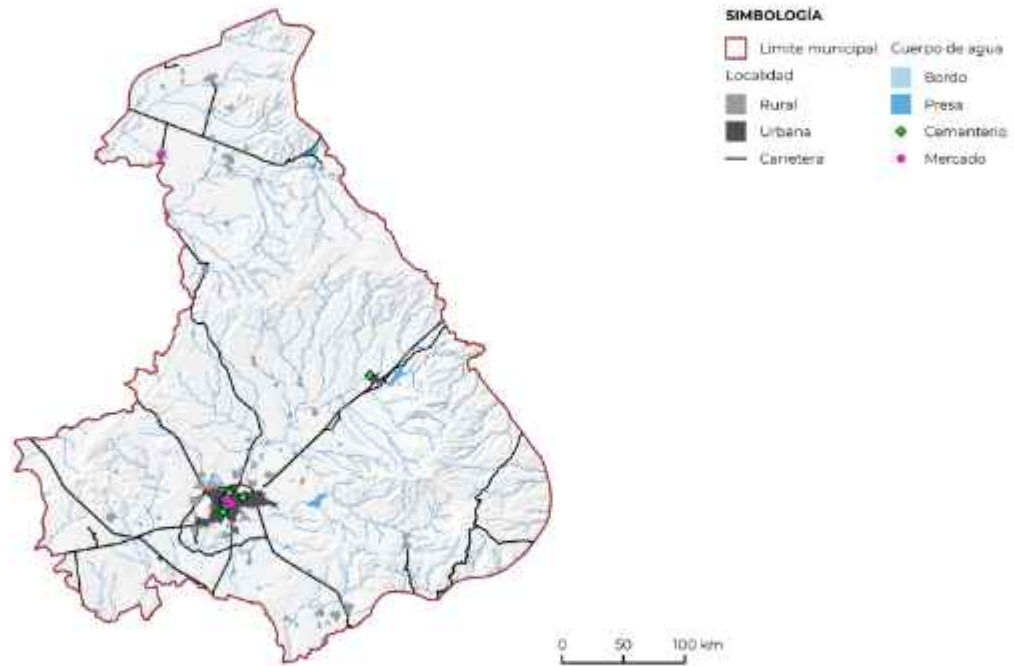 SIMBOLOGÍA
Límite municipal
Localidad
Rural
Urbana
Carretera
Cuerpo de agua
Bordo
Presa
Cementerio
Mercado
0 50 100 km